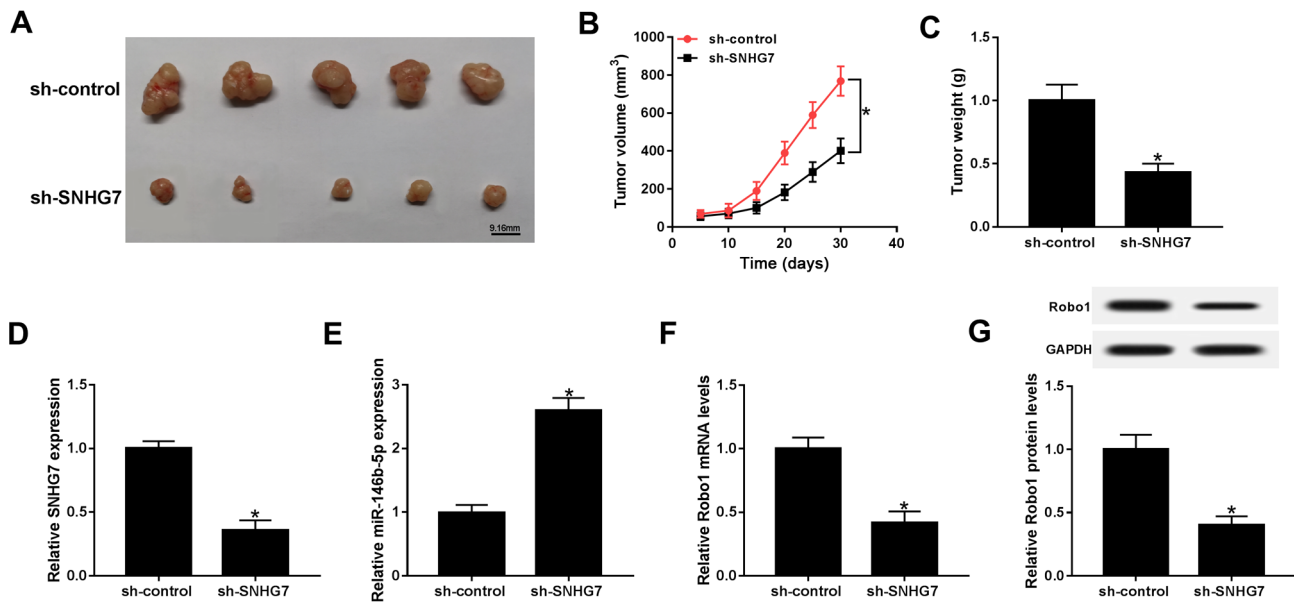 A
sh-control
sh-SNHG7
9.16mm
B
sh-control
sh-SNHG7
Tumor volume (mm3)
1000
800
600
400
200
0
0 10 20 30 40
Time (days)
*
C
Tumor weight (g)
1.5
1.0
0.5
0.0
*
sh-control sh-SNHG7
D
Relative SNHG7 expression
1.5
1.0
0.5
0.0
*
sh-control sh-SNHG7
E
Relative miR-146b-5p expression
3
2
1
0
*
sh-control sh-SNHG7
F
Relative Robo1 mRNA levels
1.5
1.0
0.5
0.0
*
sh-control sh-SNHG7
G
Robo1
GAPDH
Relative Robo1 protein levels
1.5
1.0
0.5
0.0
*
sh-control sh-SNHG7